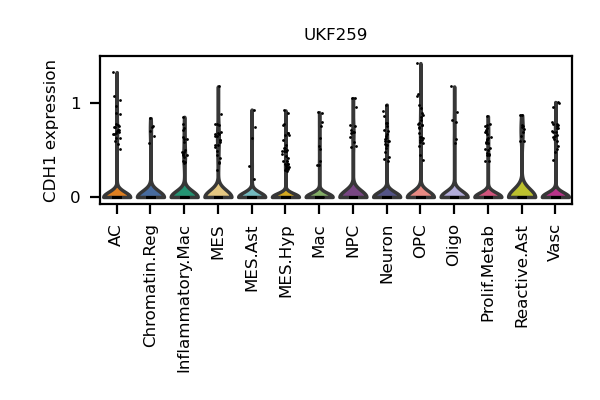 UKF259
CDH1 expression
1
0
AC
Chromatin.Reg
Inflammatory.Mac
MES
MES.Ast
MES.Hyp
Mac
NPC
Neuron
OPC
Oligo
Prolif.Metab
Reactive.Ast
Vasc